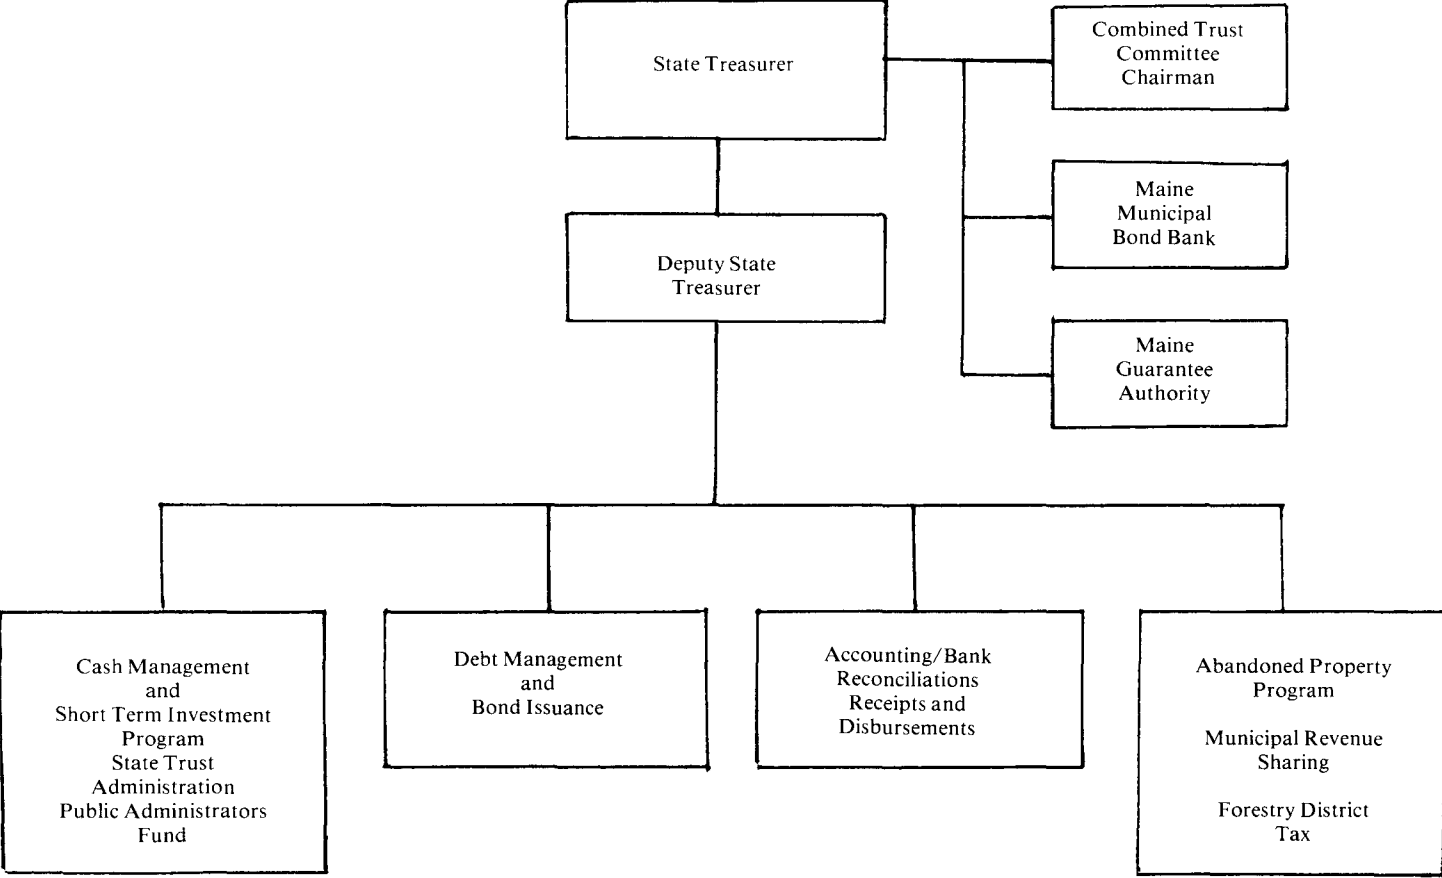 State Treasurer
Combined Trust
Committee
Chairman
Maine
Municipal
Bond Bank
Deputy State
Treasurer
Maine
Guarantee
Authority
Cash Management
and
Short Term Investment
Program
State Trust
Administration
Public Administrators
Fund
Debt Management
and
Bond Issuance
Accounting/Bank
Reconciliations
Receipts and
Disbursements
Abandoned Property
Program
Municipal Revenue
Sharing
Forestry District
Tax